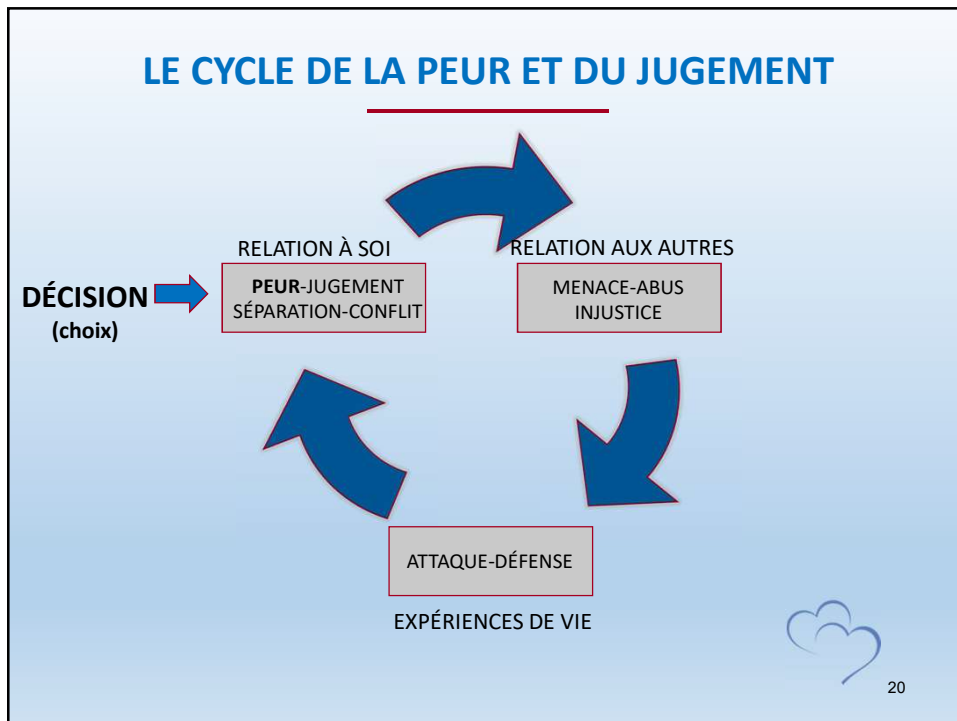 LE CYCLE DE LA PEUR ET DU JUGEMENT
RELATION À SOI
PEUR-JUGEMENT
SÉPARATION-CONFLIT
DÉCISION
(choix)
RELATION AUX AUTRES
MENACE-ABUS
INJUSTICE
ATTAQUE-DÉFENSE
EXPÉRIENCES DE VIE
20